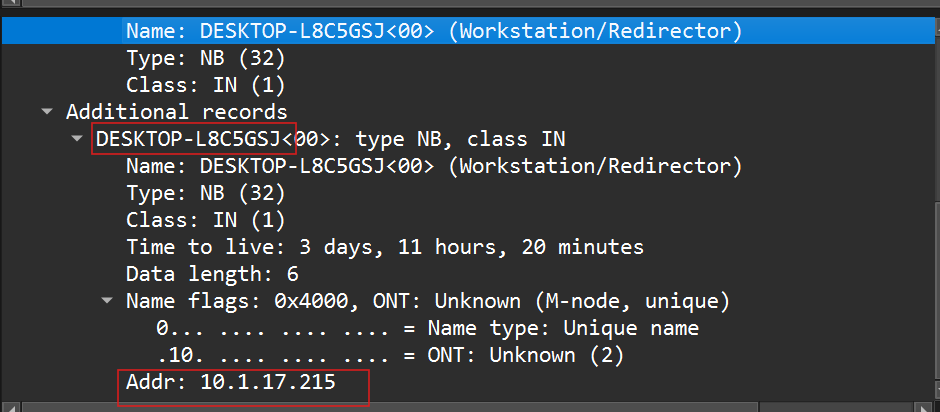 Name: DESKTOP-L8C5GSJ<00> (Workstation/Redirector)
Type: NB (32)
Class: IN (1)
Additional records
DESKTOP-L8C5GSJ<00>: type NB, class IN
Name: DESKTOP-L8C5GSJ<00> (Workstation/Redirector)
Type: NB (32)
Class: IN (1)
Time to live: 3 days, 11 hours, 20 minutes
Data length: 6
Name flags: 0x4000, ONT: Unknown (M-node, unique)
0... .... .... .... = Name type: Unique name
.10. .... .... .... = ONT: Unknown (2)
Addr: 10.1.17.215